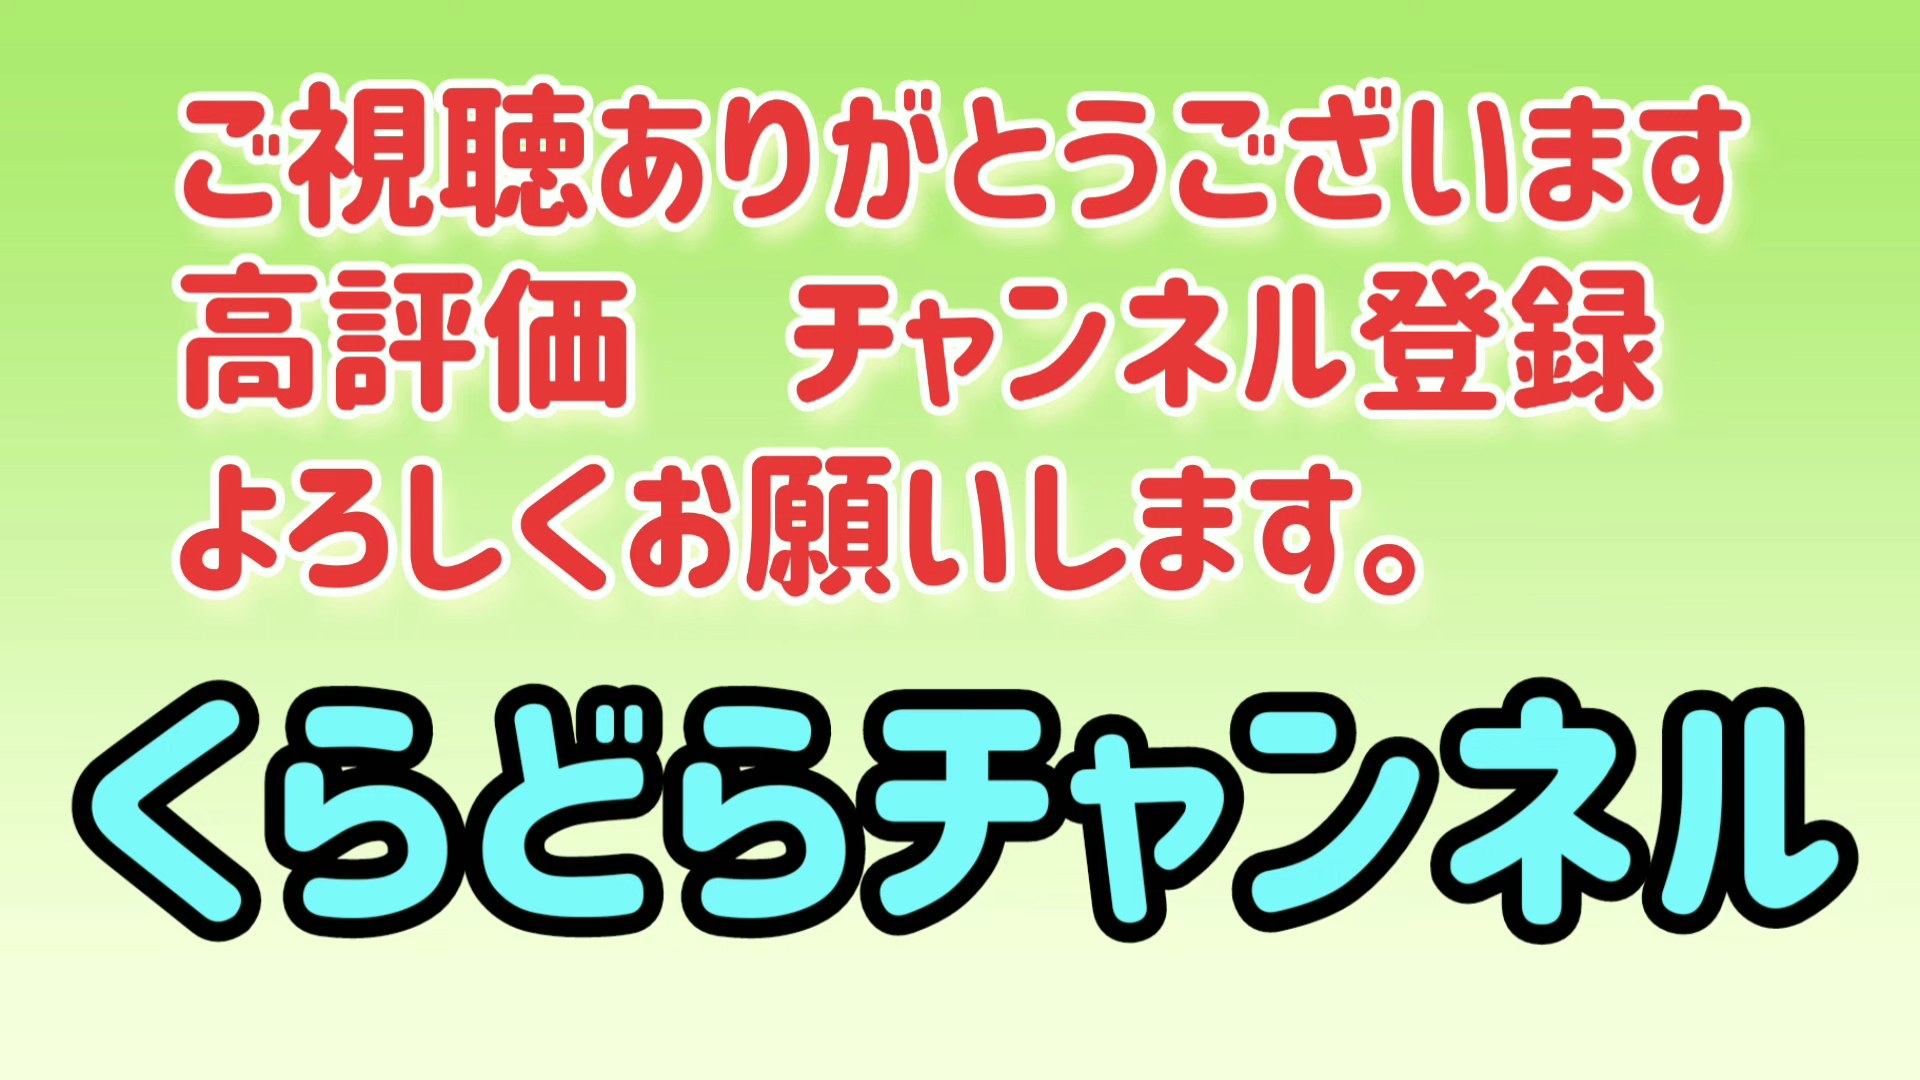 ご視聴ありがとうございます
高評価　チャンネル登録
よろしくお願いします。
くらどらチャンネル